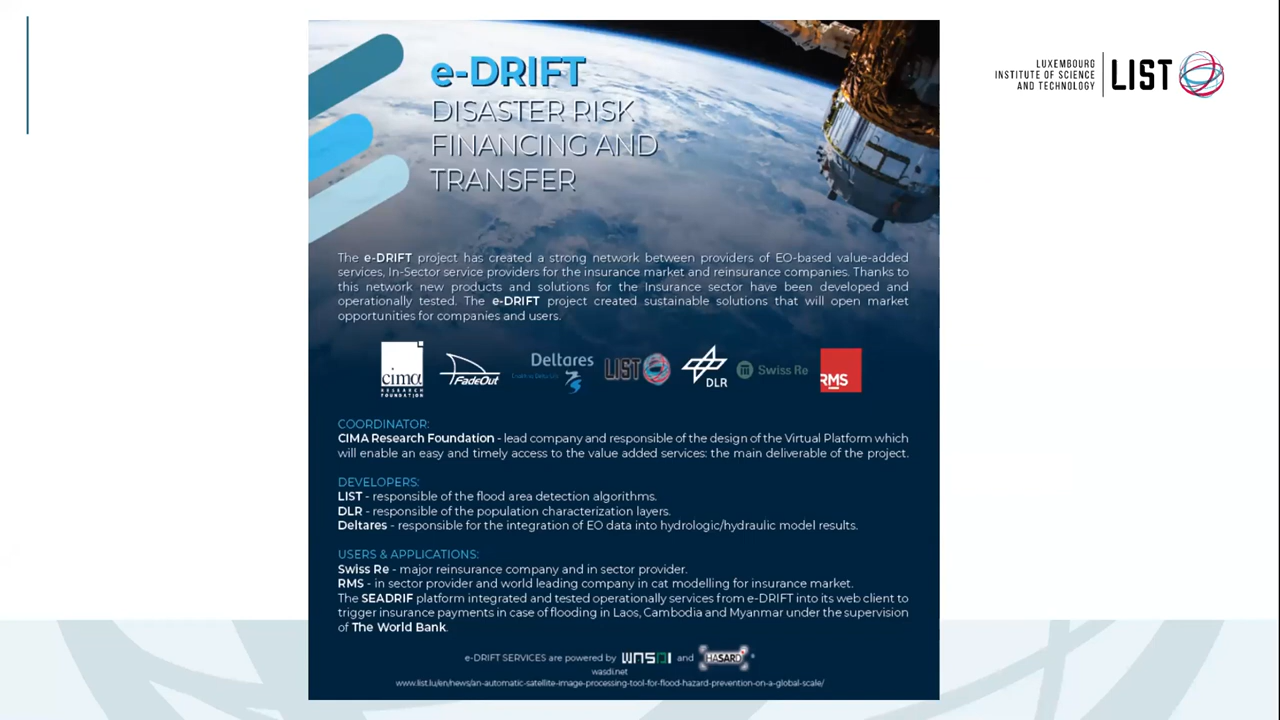 e-DRIFT
DISASTER RISK
FINANCING AND
TRANSFER
LUXEMBOURG
INSTITUTE OF SCIENCE
AND TECHNOLOGY
LIST
The e-DRIFT project has created a strong network between providers of EO-based value-added
services, In-Sector service providers for the insurance market and reinsurance companies. Thanks to
this network new products and solutions for the Insurance sector have been developed and
operationally tested. The e-DRIFT project created sustainable solutions that will open market
opportunities for companies and users.
cima
RESEARCH
FOUNDATION
FadeOut
Deltares
LIST
DLR
Swiss Re
RMS
COORDINATOR:
CIMA Research Foundation - lead company and responsible of the design of the Virtual Platform which
will enable an easy and timely access to the value added services: the main deliverable of the project.
DEVELOPERS:
LIST - responsible of the flood area detection algorithms.
DLR - responsible of the population characterization layers.
Deltares - responsible for the integration of EO data into hydrologic/hydraulic model results.
USERS & APPLICATIONS:
Swiss Re - major reinsurance company and in sector provider.
RMS - in sector provider and world leading company in cat modelling for insurance market.
The SEADRIF platform integrated and tested operationally services from e-DRIFT into its web client to
trigger insurance payments in case of flooding in Laos, Cambodia and Myanmar under the supervision
of The World Bank.
e-DRIFT SERVICES are powered by WASDI and HASARD®
wasdi.net
www.list.lu/en/news/an-automatic-satellite-image-processing-tool-for-flood-hazard-prevention-on-a-global-scale/